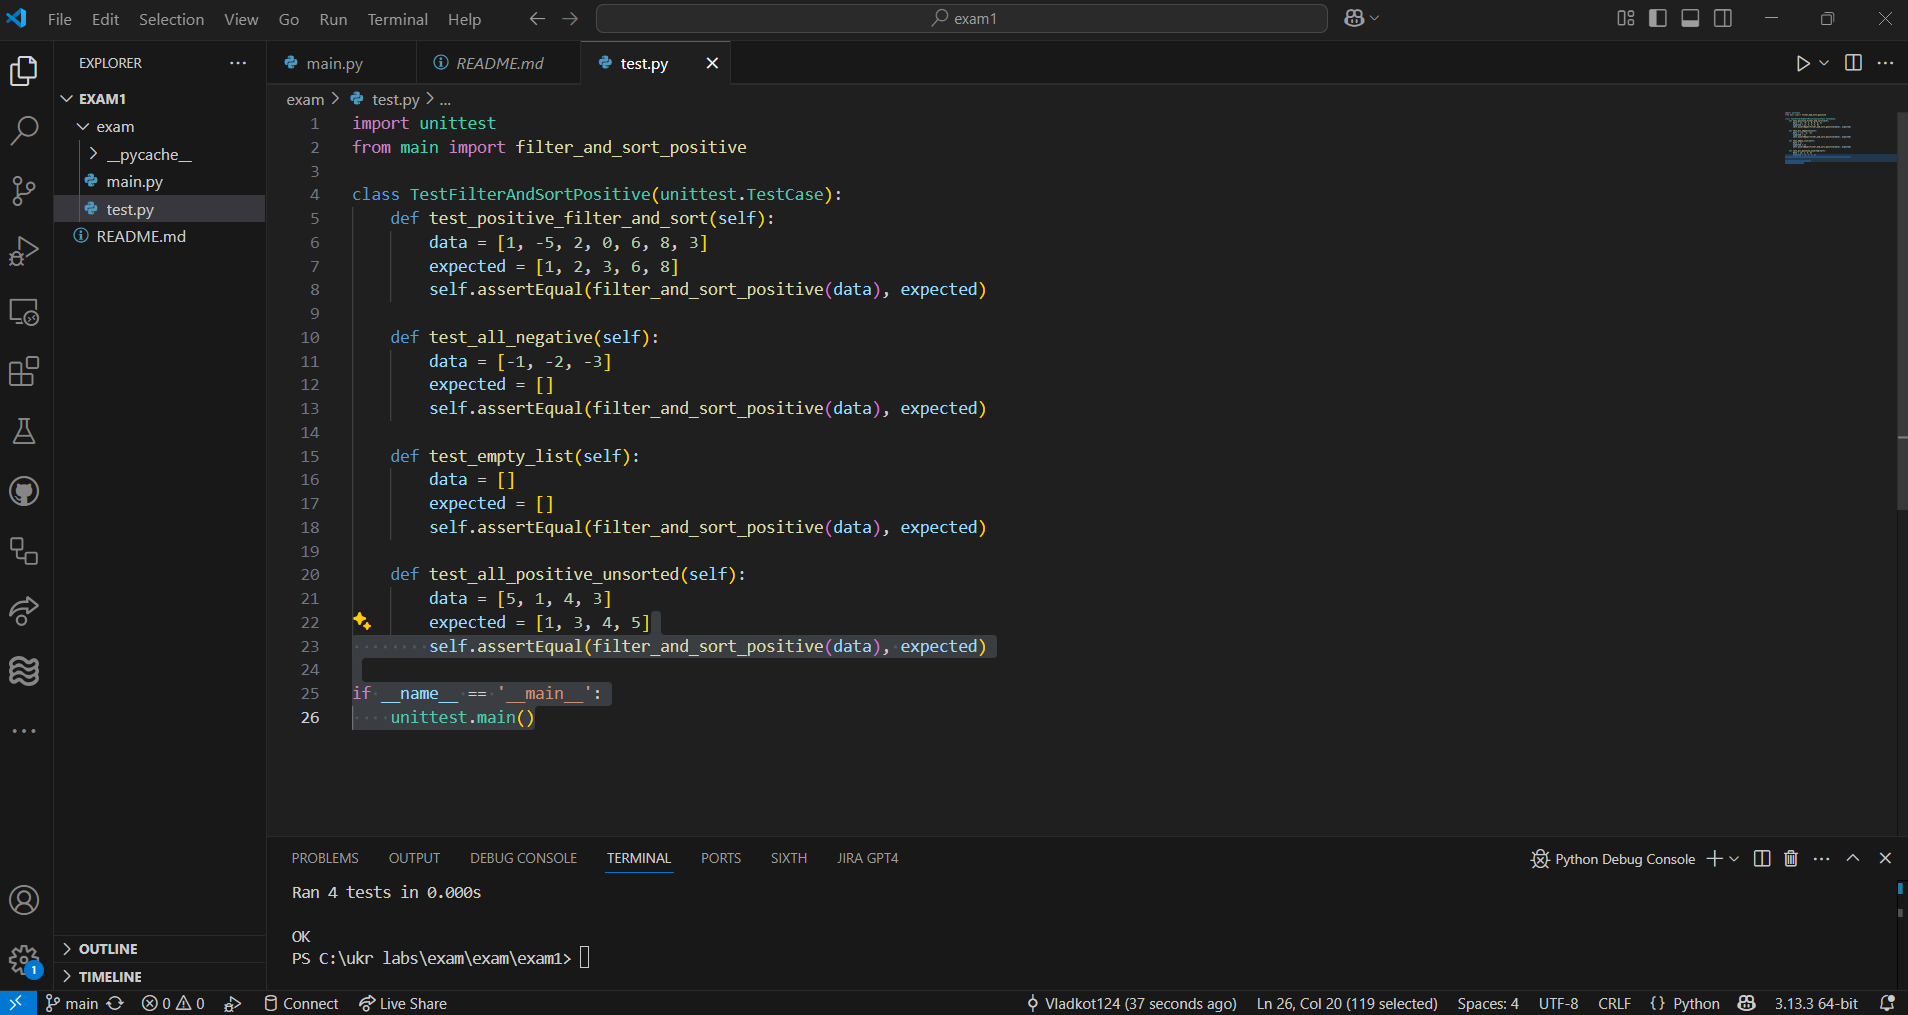 File Edit Selection View Go Run Terminal Help
exam1
EXPLORER
EXAM1
exam
__pycache__
main.py
test.py
README.md
OUTLINE
TIMELINE
main.py README.md test.py
exam > test.py > ...
1 import unittest
2 from main import filter_and_sort_positive
3
4 class TestFilterAndSortPositive(unittest.TestCase):
5 def test_positive_filter_and_sort(self):
6 data = [1, -5, 2, 0, 6, 8, 3]
7 expected = [1, 2, 3, 6, 8]
8 self.assertEqual(filter_and_sort_positive(data), expected)
9
10 def test_all_negative(self):
11 data = [-1, -2, -3]
12 expected = []
13 self.assertEqual(filter_and_sort_positive(data), expected)
14
15 def test_empty_list(self):
16 data = []
17 expected = []
18 self.assertEqual(filter_and_sort_positive(data), expected)
19
20 def test_all_positive_unsorted(self):
21 data = [5, 1, 4, 3]
22 expected = [1, 3, 4, 5]
23 self.assertEqual(filter_and_sort_positive(data), expected)
24
25 if __name__ == '__main__':
26 unittest.main()
PROBLEMS OUTPUT DEBUG CONSOLE TERMINAL PORTS SIXTH JIRA GPT4
Python Debug Console
Ran 4 tests in 0.000s
OK
PS C:\ukr labs\exam\exam\exam1>
1
main 0 0 Connect Live Share Vladkot124 (37 seconds ago) Ln 26, Col 20 (119 selected) Spaces: 4 UTF-8 CRLF {} Python 3.13.3 64-bit